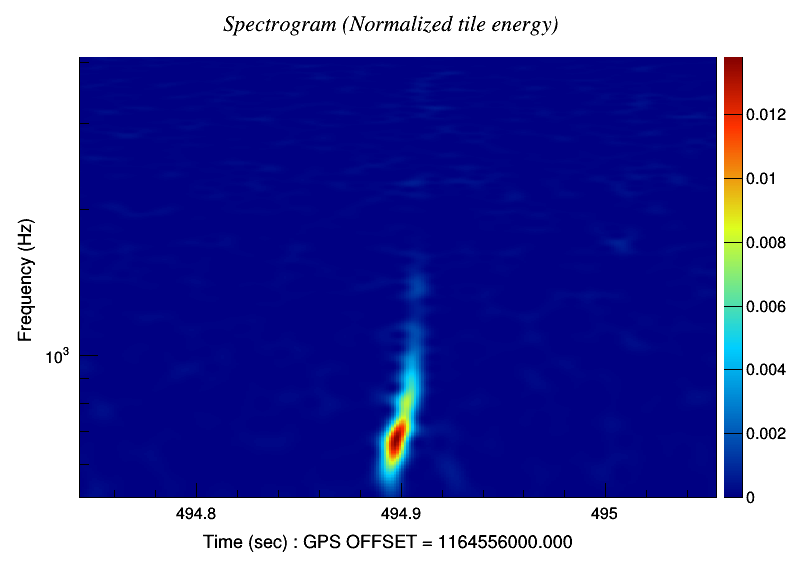 Spectrogram (Normalized tile energy)
0.012
0.01
0.008
0.006
0.004
0.002
0
Frequency (Hz)
10³
494.8 494.9 495
Time (sec) : GPS OFFSET = 1164556000.000